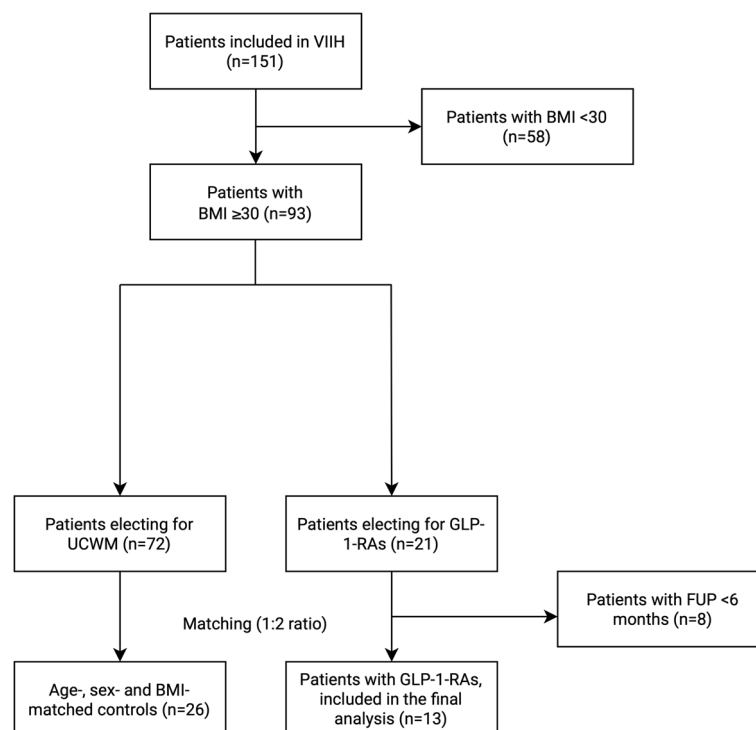 Patients included in VIIH
(n=151)
Patients with BMI <30
(n=58)
Patients with
BMI ≥30 (n=93)
Patients electing for
UCWM (n=72)
Patients electing for GLP-
1-RAs (n=21)
Patients with FUP <6
months (n=8)
Matching (1:2 ratio)
Age-, sex- and BMI-
matched controls (n=26)
Patients with GLP-1-RAs,
included in the final
analysis (n=13)